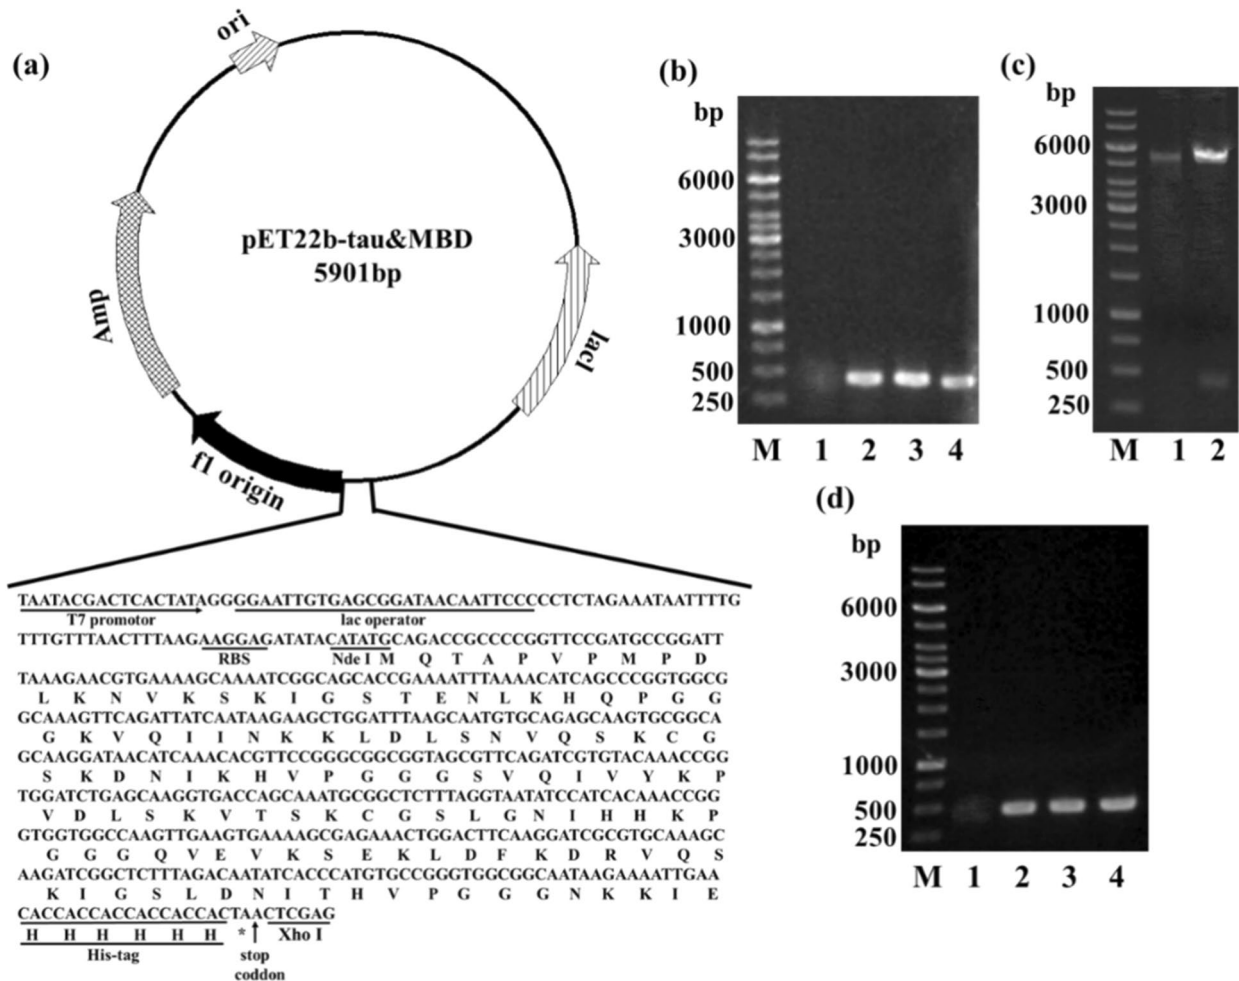 (a)
ori
Amp
pET22b-tau&MBD
5901bp
lacI
f1 origin
TAATACGACTCACTATAGGGGAATTGTGAGCGGATAACAATTCCCCTCTAGAAATAATTTTG
T7 promotor lac operator
TTTGTTTAACTTTAAGAAGGAGATATACATATGCAGACCGCCCCGGTTCCGATGCCGGATT
RBS Nde I M Q T A P V P M P D
TAAAGAACGTGAAAAGCAAAATCGGCAGCACCGAAAATTTAAAACATCAGCCCGGTGGCG
L K N V K S K I G S T E N L K H Q P G G
GCAAAGTTCAGATTATCAATAAGAAGCTGGATTTAAGCAATGTGCAGAGCAAGTGCGGCA
G K V Q I I N K K L D L S N V Q S K C G
GCAAGGATAACATCAAACACGTTCCGGGCGGCGGTAGCGTTCAGATCGTGTACAAACCGG
S K D N I K H V P G G G S V Q I V Y K P
TGGATCTGAGCAAGGTGACCAGCAAATGCGGCTCTTTAGGTAATATCCATCACAAACCGG
V D L S K V T S K C G S L G N I H H K P
GTGGTGGCCAAGTTGAAGTGAAAAGCGAGAAACTGGACTTCAAGGATCGCGTGCAAAGC
G G G Q V E V K S E K L D F K D R V Q S
AAGATCGGCTCTTTAGACAATATCACCCATGTGCCGGGTGGCGGCAATAAGAAAATTGAA
K I G S L D N I T H V P G G G N K K I E
CACCACCACCACCACCACTAACTCGAG
H H H H H H * Xho I
His-tag stop
coddon
(b)
bp
6000
3000
1000
500
250
M 1 2 3 4
(c)
bp
6000
3000
1000
500
250
M 1 2
(d)
bp
6000
3000
1000
500
250
M 1 2 3 4